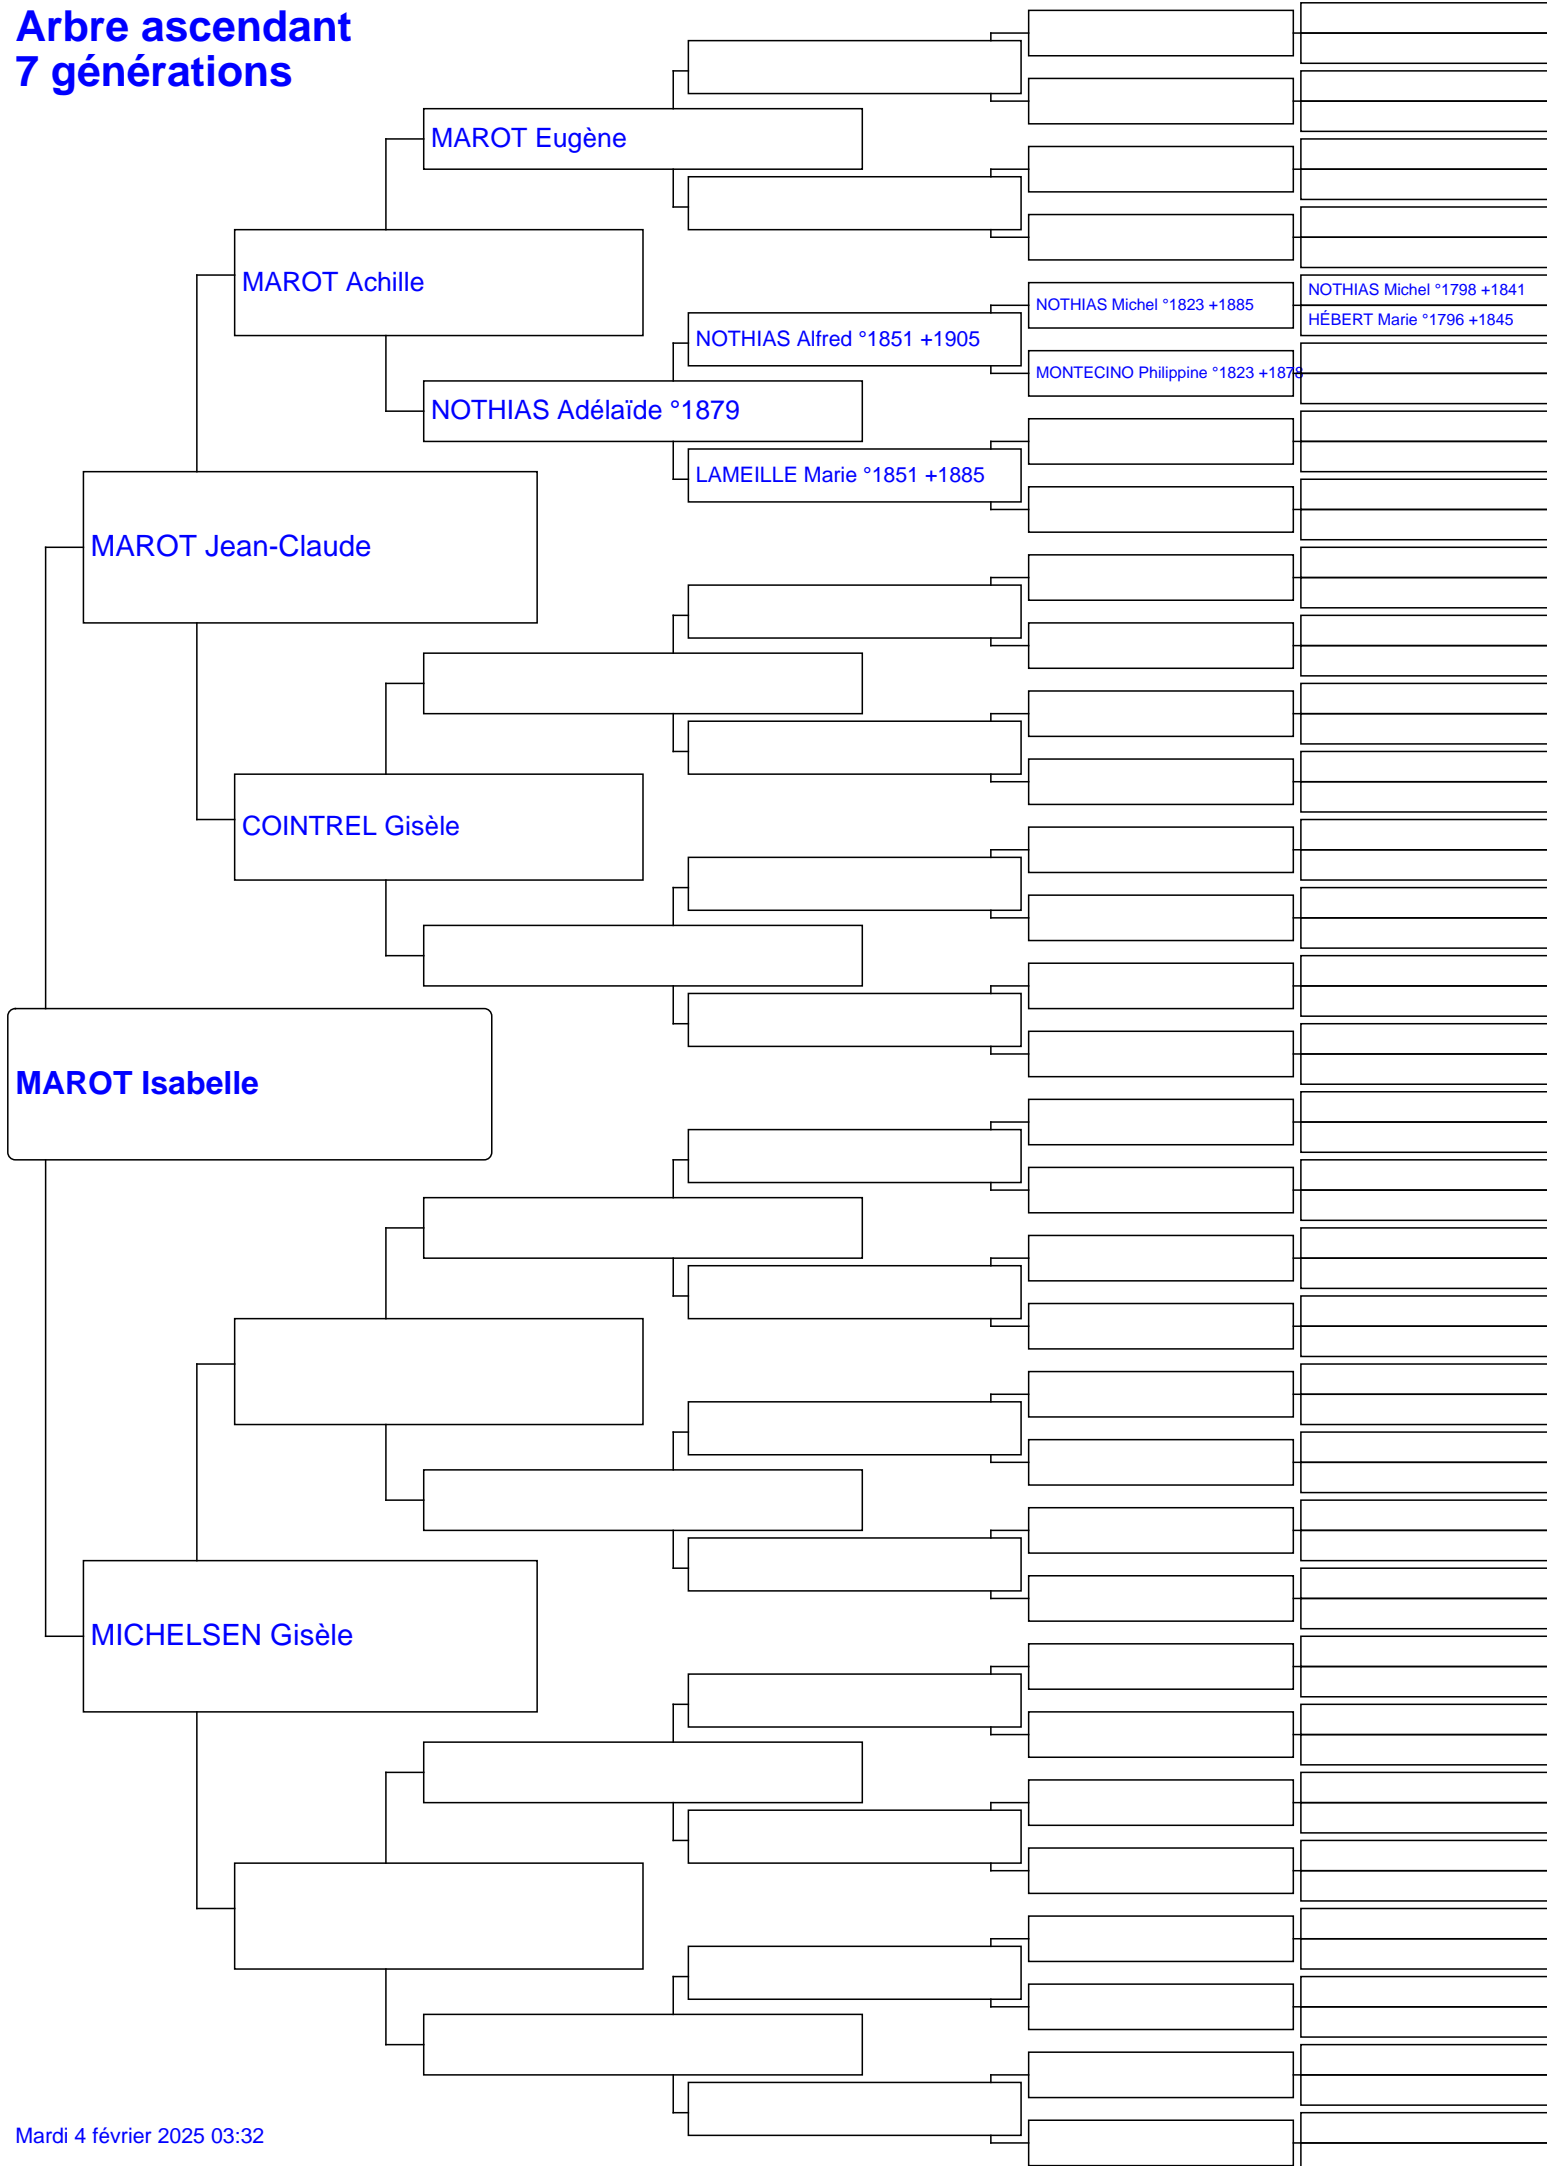 Arbre ascendant
7 générations
MAROT Eugène
MAROT Achille
NOTHIAS Michel °1798 +1841
NOTHIAS Michel °1823 +1885
HÉBERT Marie °1796 +1845
NOTHIAS Alfred °1851 +1905
MONTECINO Philippine °1823 +1878
NOTHIAS Adélaïde °1879
LAMEILLE Marie °1851 +1885
MAROT Jean-Claude
COINTREL Gisèle
MAROT Isabelle
MICHELSEN Gisèle
Mardi 4 février 2025 03:32